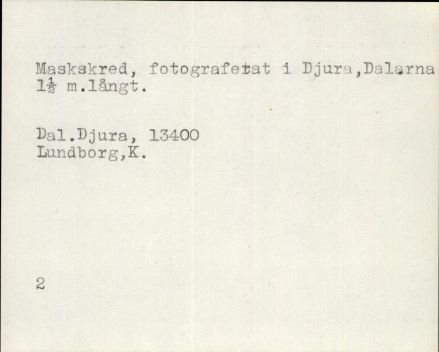 Maskskred, fotograferat i Djura,Dalarna
1½ m.långt.
Dal.Djura, 13400
Lundborg,K.
2